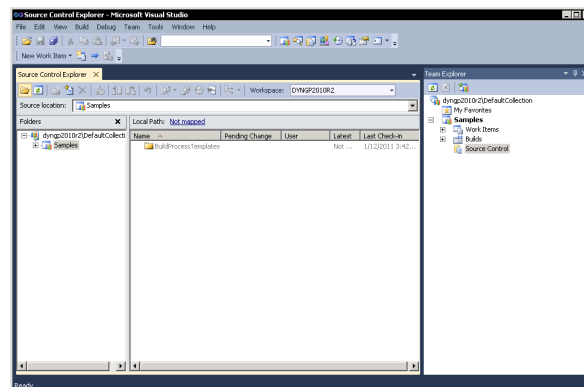 Source Control Explorer - Microsoft Visual Studio
File Edit View Build Debug Team Tools Window Help
New Work Item
Source Control Explorer
Workspace: DYNGP2010R2
Source location: Samples
Folders
dyngp2010r2\DefaultCollecti
Samples
Local Path: Not mapped
Name Pending Change User Latest Last Check-in
BuildProcessTemplates Not ... 1/12/2011 3:42...
Team Explorer
dyngp2010r2\DefaultCollection
My Favorites
Samples
Work Items
Builds
Source Control
Ready